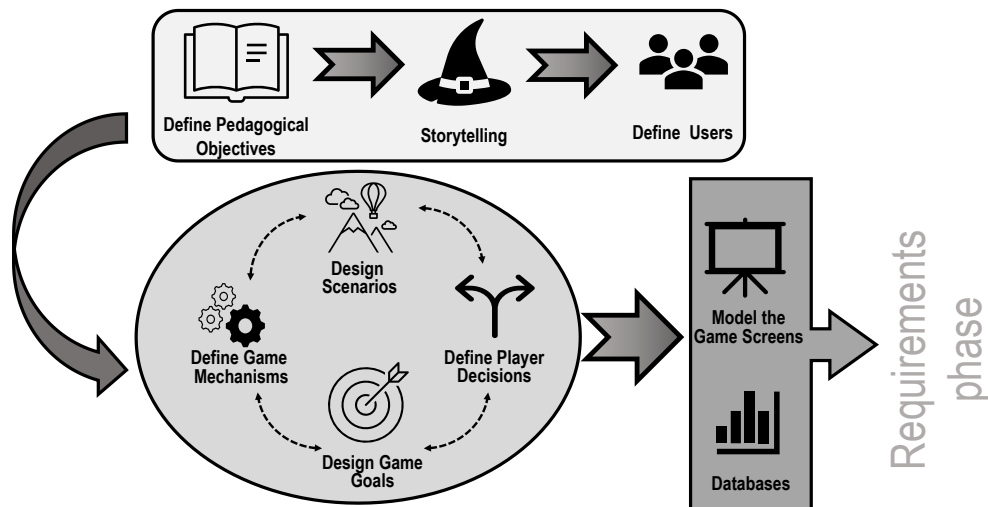 Define Pedagogical
Objectives
Storytelling
Define Users
Design
Scenarios
Define Game
Mechanisms
Define Player
Decisions
Design Game
Goals
Model the
Game Screens
Databases
Requirements
phase